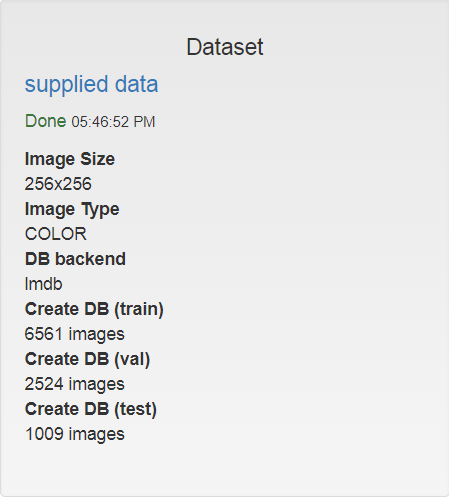 Dataset
supplied data
Done 05:46:52 PM
Image Size
256x256
Image Type
COLOR
DB backend
lmdb
Create DB (train)
6561 images
Create DB (val)
2524 images
Create DB (test)
1009 images